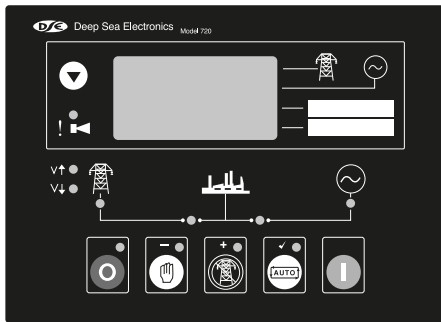 DSE Deep Sea Electronics Model 720
!
V↑
V↓
− + ✓
O AUTO I